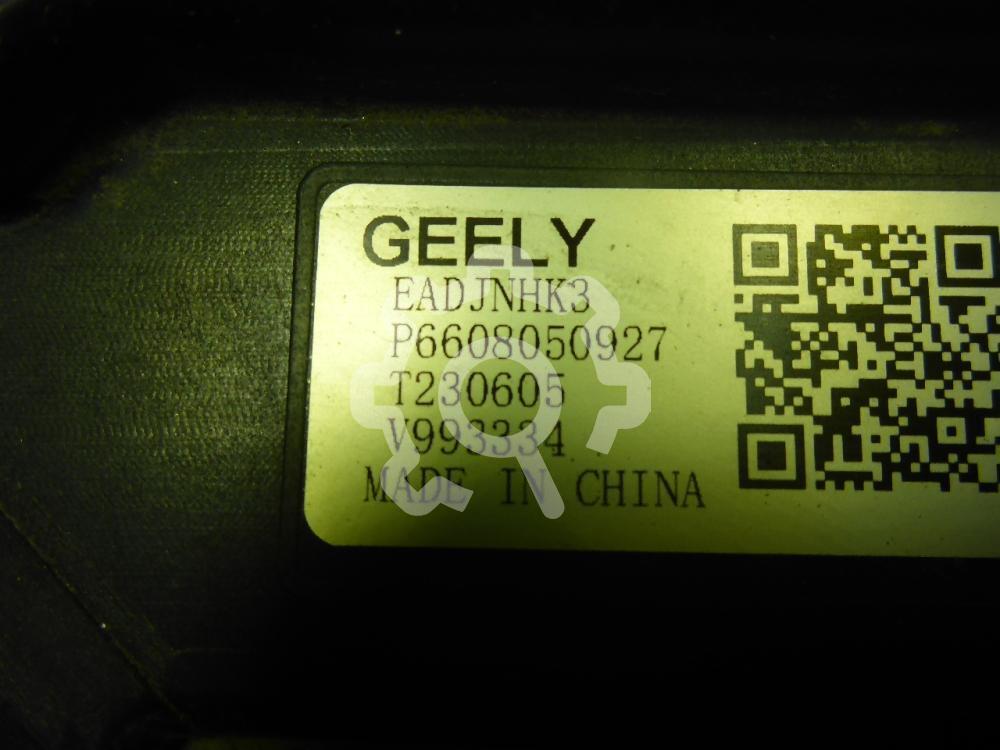 GEELY
EADJNHK3
P6608050927
T230605
V993334
MADE IN CHINA